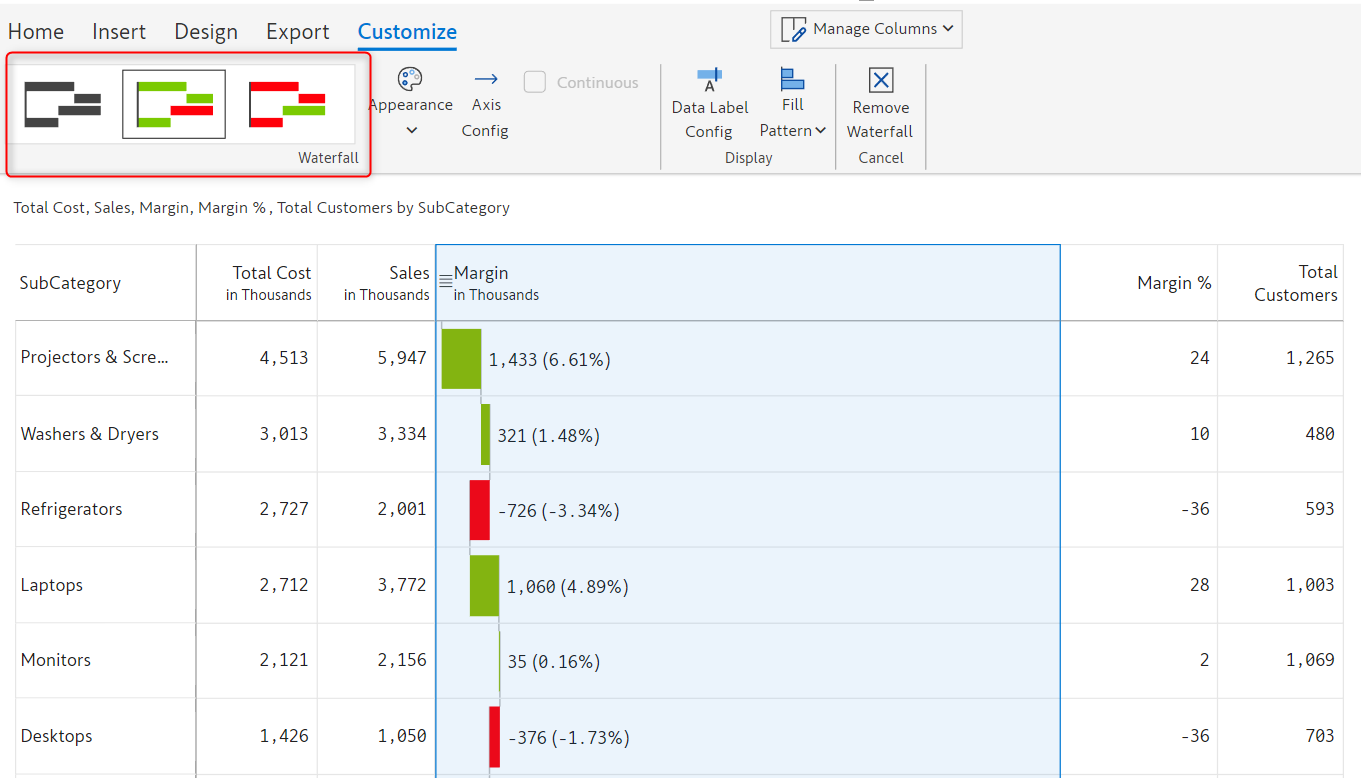 Home Insert Design Export Customize
Manage Columns
Appearance
Axis
Config
Continuous
Data Label
Config
Fill
Pattern
Remove
Waterfall
Waterfall
Display
Cancel
Total Cost, Sales, Margin, Margin % , Total Customers by SubCategory
SubCategory
Total Cost
in Thousands
Sales
in Thousands
Margin
in Thousands
Margin %
Total
Customers
Projectors & Scre... 4,513 5,947 1,433 (6.61%) 24 1,265
Washers & Dryers 3,013 3,334 321 (1.48%) 10 480
Refrigerators 2,727 2,001 -726 (-3.34%) -36 593
Laptops 2,712 3,772 1,060 (4.89%) 28 1,003
Monitors 2,121 2,156 35 (0.16%) 2 1,069
Desktops 1,426 1,050 -376 (-1.73%) -36 703